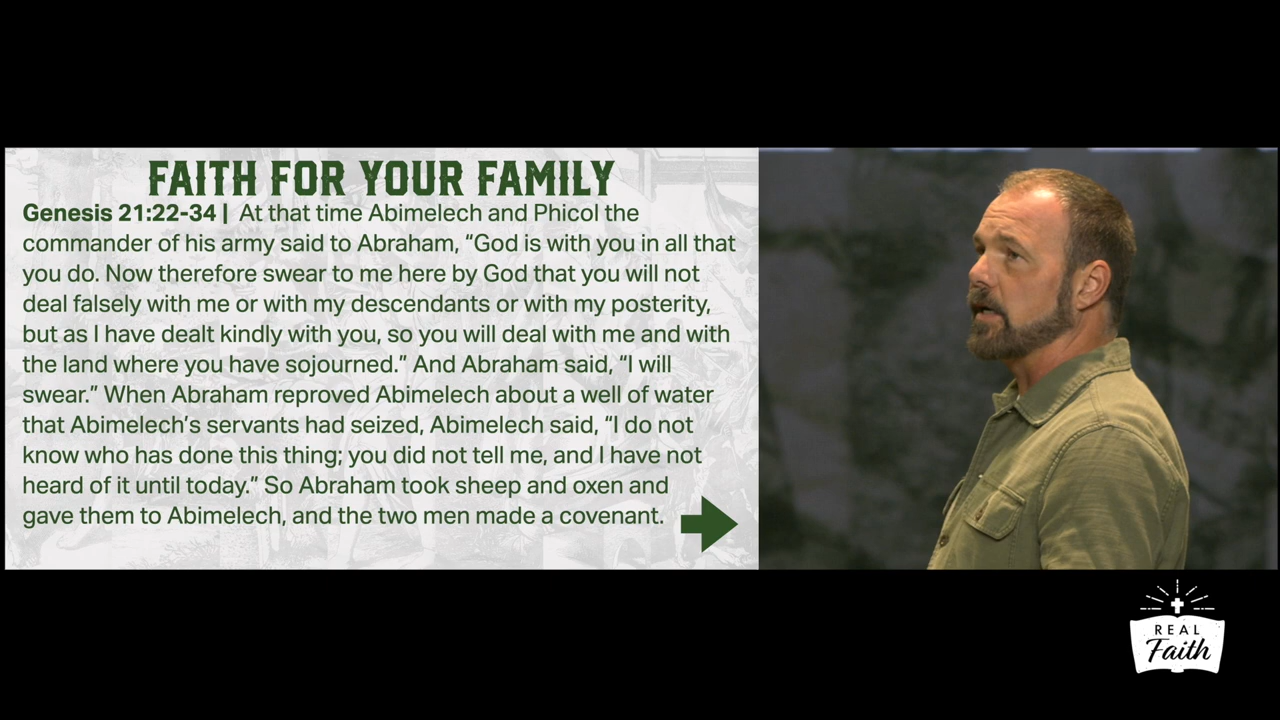 FAITH FOR YOUR FAMILY
Genesis 21:22-34 | At that time Abimelech and Phicol the
commander of his army said to Abraham, “God is with you in all that
you do. Now therefore swear to me here by God that you will not
deal falsely with me or with my descendants or with my posterity,
but as I have dealt kindly with you, so you will deal with me and with
the land where you have sojourned.” And Abraham said, “I will
swear.” When Abraham reproved Abimelech about a well of water
that Abimelech’s servants had seized, Abimelech said, “I do not
know who has done this thing; you did not tell me, and I have not
heard of it until today.” So Abraham took sheep and oxen and
gave them to Abimelech, and the two men made a covenant.
REAL
Faith